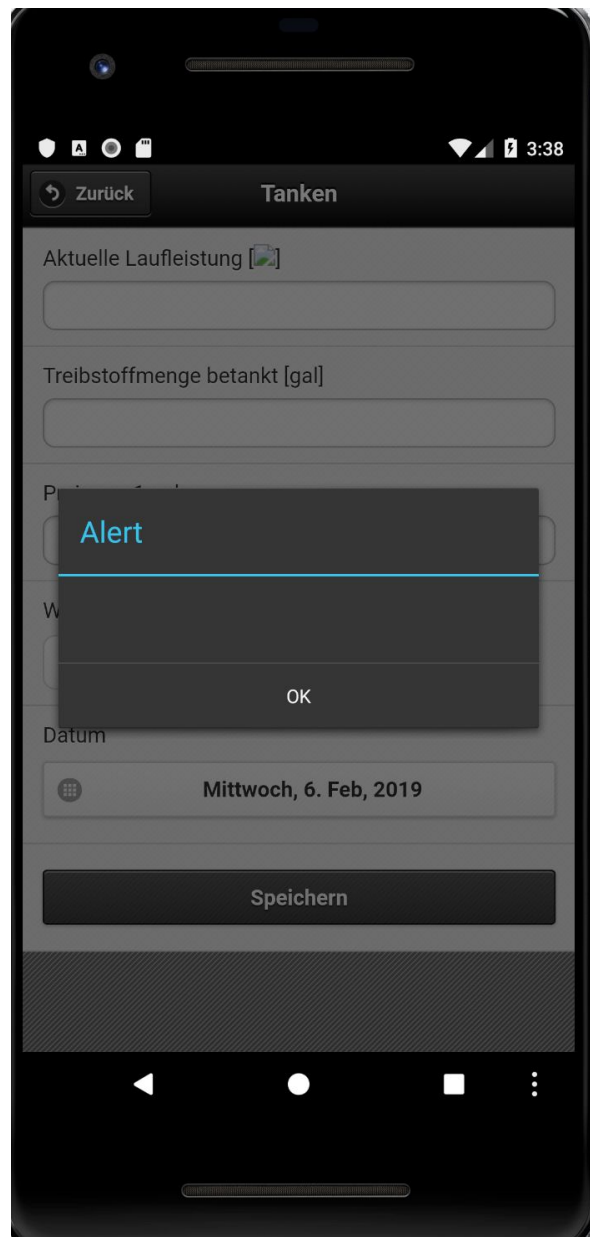 3:38
Zurück
Tanken
Aktuelle Laufleistung []
Treibstoffmenge betankt [gal]
Alert
W
OK
Datum
Mittwoch, 6. Feb, 2019
Speichern